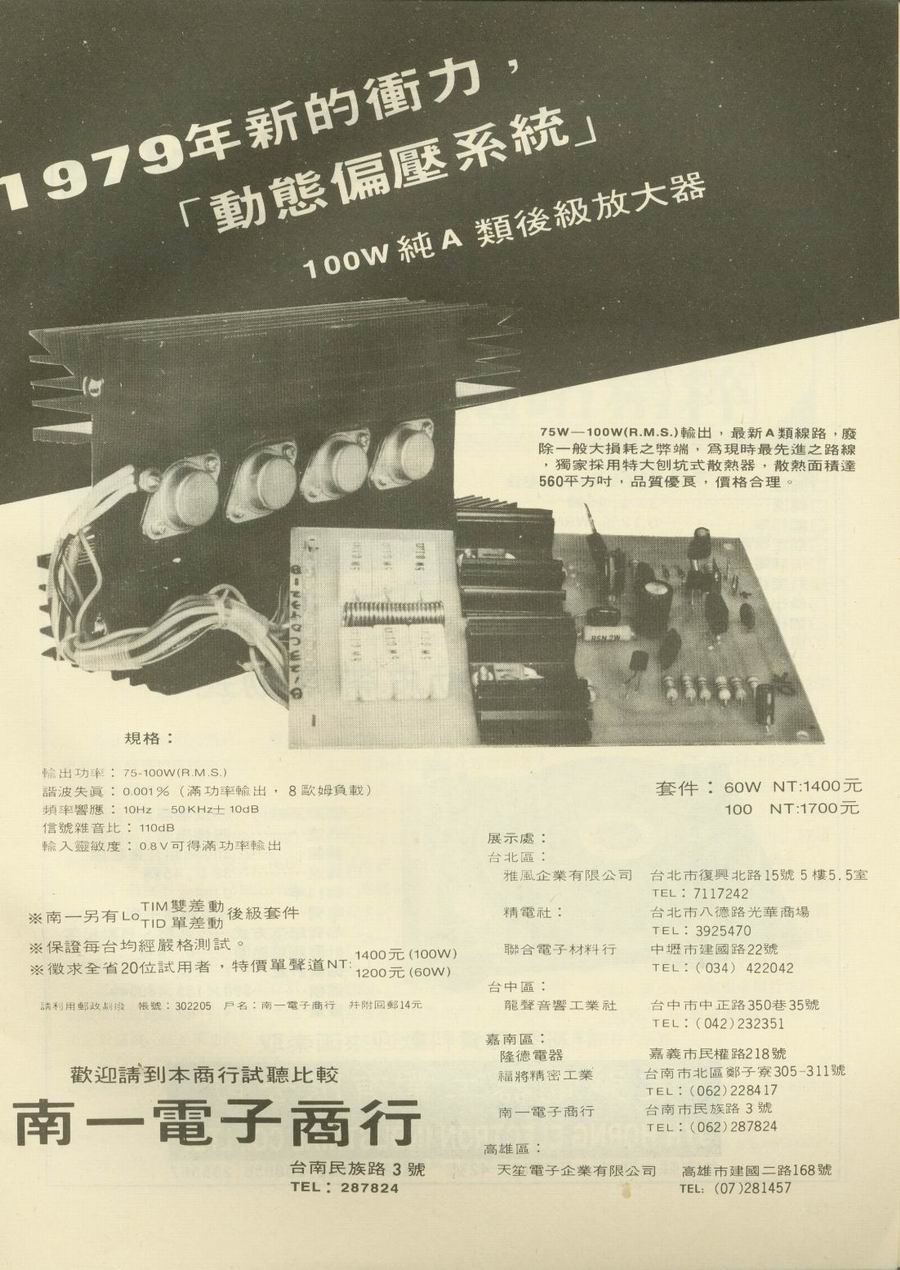 1979年新的衝力，
「動態偏壓系統」
100W純A 類後級放大器
75W—100W(R.M.S.)輸出，最新A類線路，廢
除一般大損耗之弊端，爲現時最先進之路線
，獨家採用特大刨坑式散熱器，散熱面積達
560平方吋，品質優良，價格合理。
R5N 2W
規格：
輸出功率：75-100W(R.M.S.)
諧波失眞：0.001％（滿功率輸出，8歐姆負載）
頻率響應：10Hz－50KHz±10dB
信號雜音比：110dB
輸入靈敏度：0.8V可得滿功率輸出
套件：60W NT:1400元
100 NT:1700元
※南一另有Lo TIM雙差動 後級套件
TID單差動
※保證每台均經嚴格測試。
※徵求全省20位試用者，特價單聲道NT: 1400元(100W)
1200元(60W)
請利用郵政劃撥 帳號：302205 戶名：南一電子商行 幷附回郵14元
歡迎請到本商行試聽比較
南一電子商行
台南民族路3號
TEL：287824
展示處：
台北區：
雅風企業有限公司 台北市復興北路15號5樓5.5室
TEL：7117242
精電社： 台北市八德路光華商場
TEL：3925470
聯合電子材料行 中壢市建國路22號
TEL：(034) 422042
台中區：
龍聲音響工業社 台中市中正路350巷35號
TEL：(042)232351
嘉南區：
隆德電器 嘉義市民權路218號
福將精密工業 台南市北區鄭子寮305-311號
TEL：(062)228417
南一電子商行 台南市民族路3號
TEL：(062)287824
高雄區：
天笙電子企業有限公司 高雄市建國二路168號
TEL: (07)281457